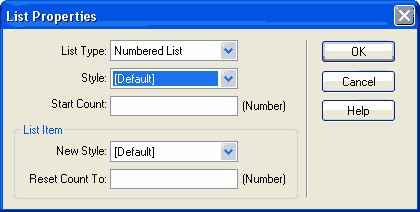 List Properties
List Type: Numbered List
OK
Style: [Default]
Cancel
Start Count: (Number)
Help
List Item
New Style: [Default]
Reset Count To: (Number)